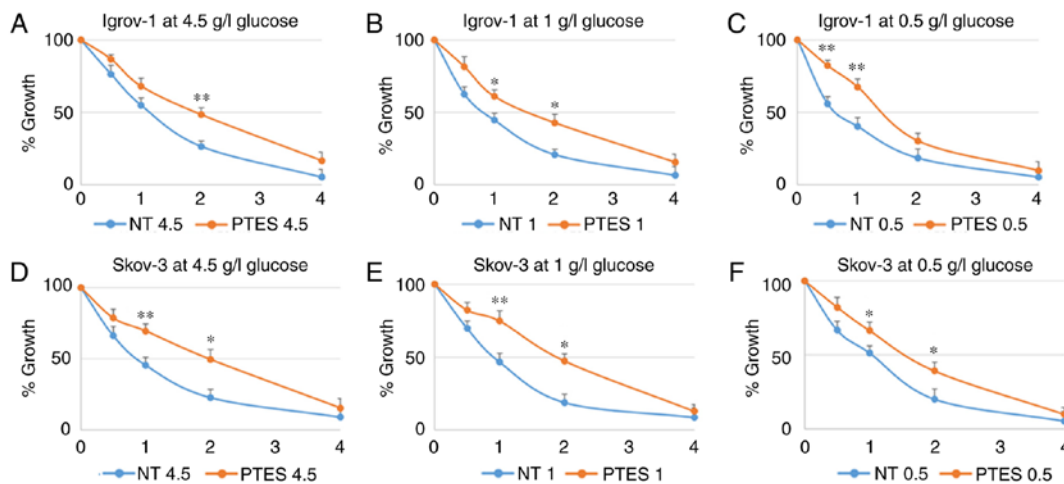 A Igrov-1 at 4.5 g/l glucose
100
50
0
% Growth
**
0 1 2 3 4
NT 4.5 PTES 4.5
B Igrov-1 at 1 g/l glucose
100
50
0
% Growth
* *
0 1 2 3 4
NT 1 PTES 1
C Igrov-1 at 0.5 g/l glucose
100
50
0
% Growth
** **
0 1 2 3 4
NT 0.5 PTES 0.5
D Skov-3 at 4.5 g/l glucose
100
50
0
% Growth
** *
0 1 2 3 4
NT 4.5 PTES 4.5
E Skov-3 at 1 g/l glucose
100
50
0
% Growth
** *
0 1 2 3 4
NT 1 PTES 1
F Skov-3 at 0.5 g/l glucose
100
50
0
% Growth
* *
0 1 2 3 4
NT 0.5 PTES 0.5